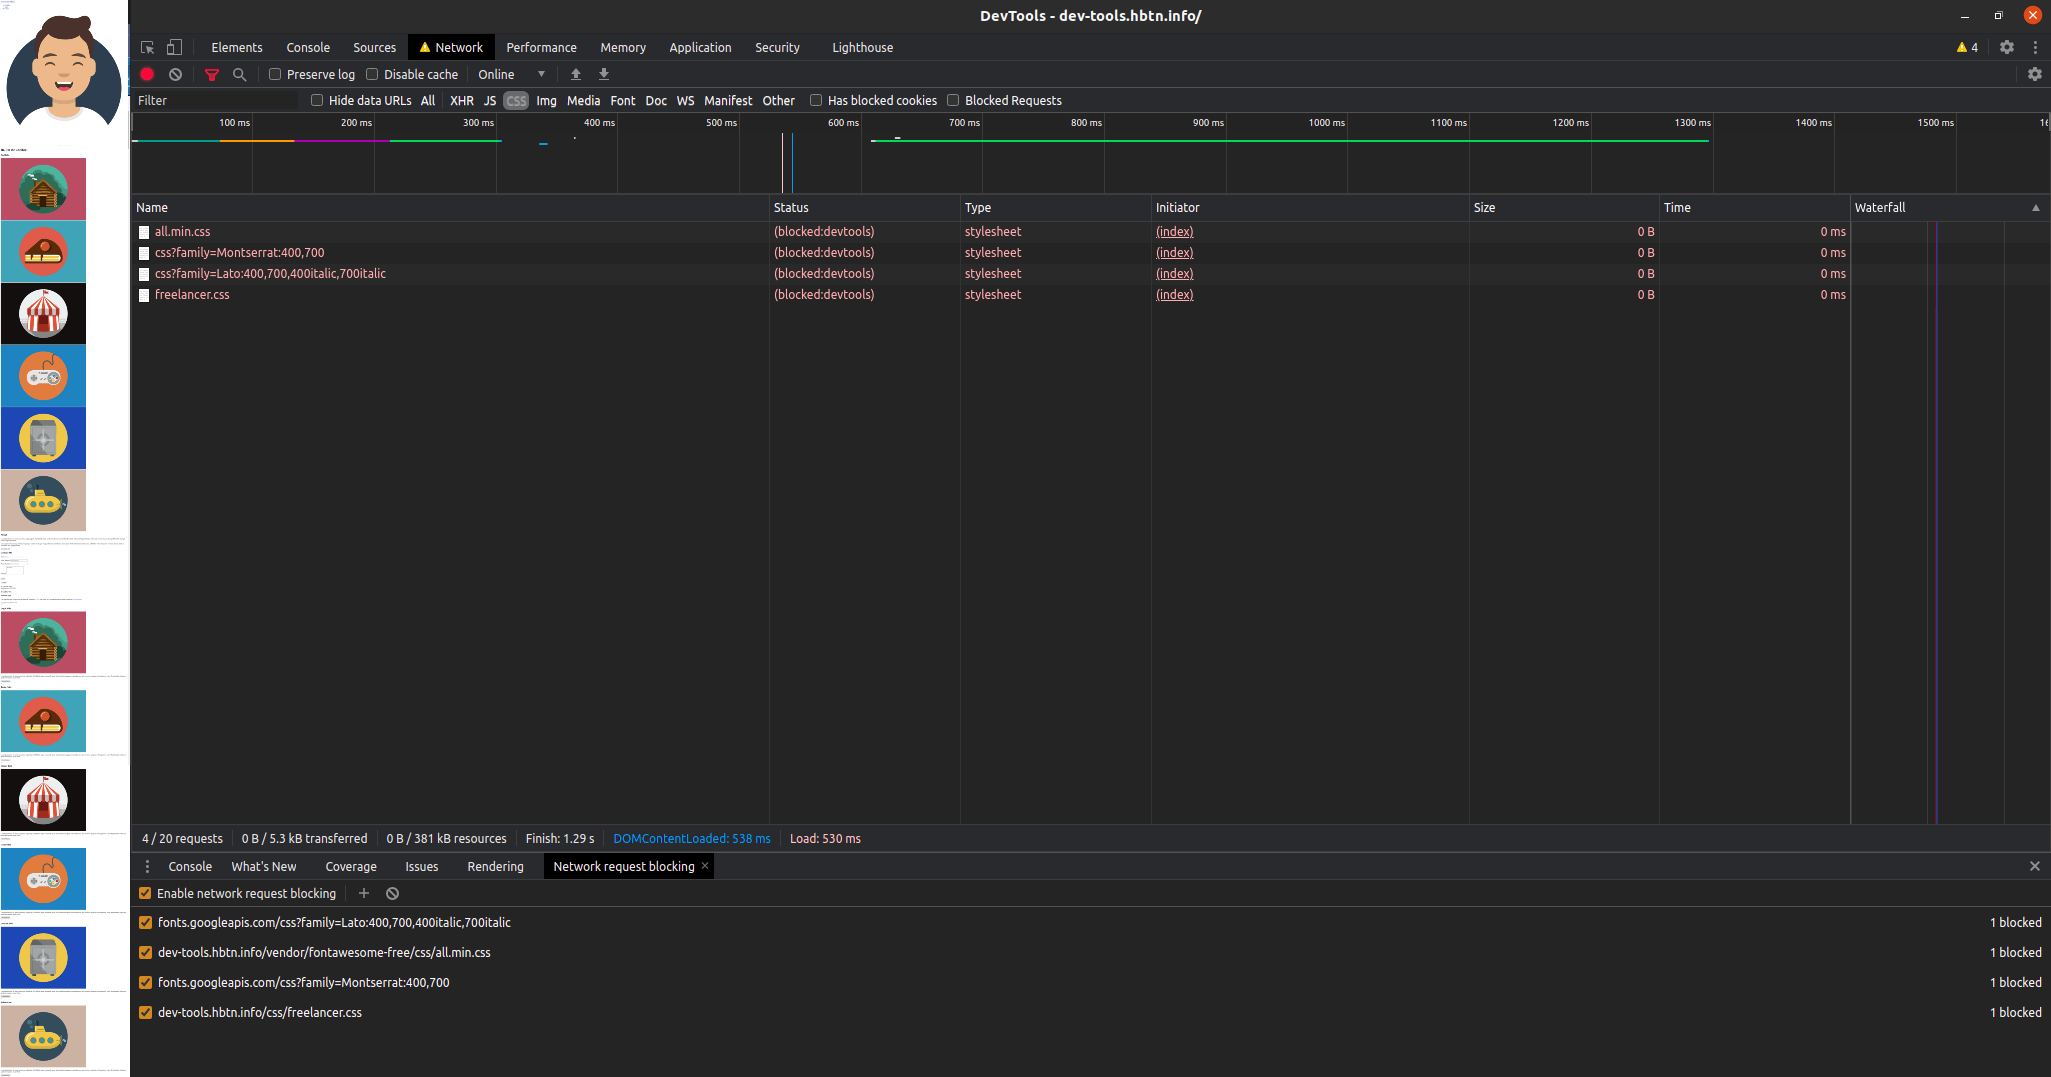 DevTools - dev-tools.hbtn.info/
Elements Console Sources Network Performance Memory Application Security Lighthouse 4
Preserve log Disable cache Online
Filter Hide data URLs All XHR JS CSS Img Media Font Doc WS Manifest Other Has blocked cookies Blocked Requests
100 ms 200 ms 300 ms 400 ms 500 ms 600 ms 700 ms 800 ms 900 ms 1000 ms 1100 ms 1200 ms 1300 ms 1400 ms 1500 ms
Name Status Type Initiator Size Time Waterfall
all.min.css (blocked:devtools) stylesheet (index) 0 B 0 ms
css?family=Montserrat:400,700 (blocked:devtools) stylesheet (index) 0 B 0 ms
css?family=Lato:400,700,400italic,700italic (blocked:devtools) stylesheet (index) 0 B 0 ms
freelancer.css (blocked:devtools) stylesheet (index) 0 B 0 ms
4 / 20 requests 0 B / 5.3 kB transferred 0 B / 381 kB resources Finish: 1.29 s DOMContentLoaded: 538 ms Load: 530 ms
Console What's New Coverage Issues Rendering Network request blocking
Enable network request blocking
fonts.googleapis.com/css?family=Lato:400,700,400italic,700italic 1 blocked
dev-tools.hbtn.info/vendor/fontawesome-free/css/all.min.css 1 blocked
fonts.googleapis.com/css?family=Montserrat:400,700 1 blocked
dev-tools.hbtn.info/css/freelancer.css 1 blocked